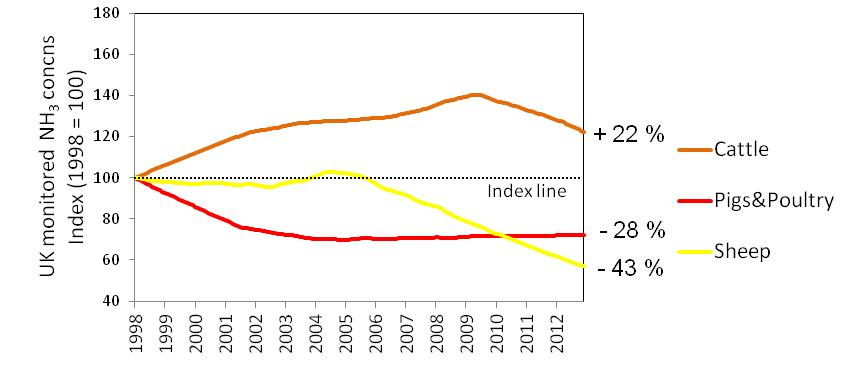 UK monitored NH3 concns
Index (1998 = 100)
180
160
140
120
100
80
60
40
1998
1999
2000
2001
2002
2003
2004
2005
2006
2007
2008
2009
2010
2011
2012
Index line
+ 22 %
- 28 %
- 43 %
Cattle
Pigs&Poultry
Sheep